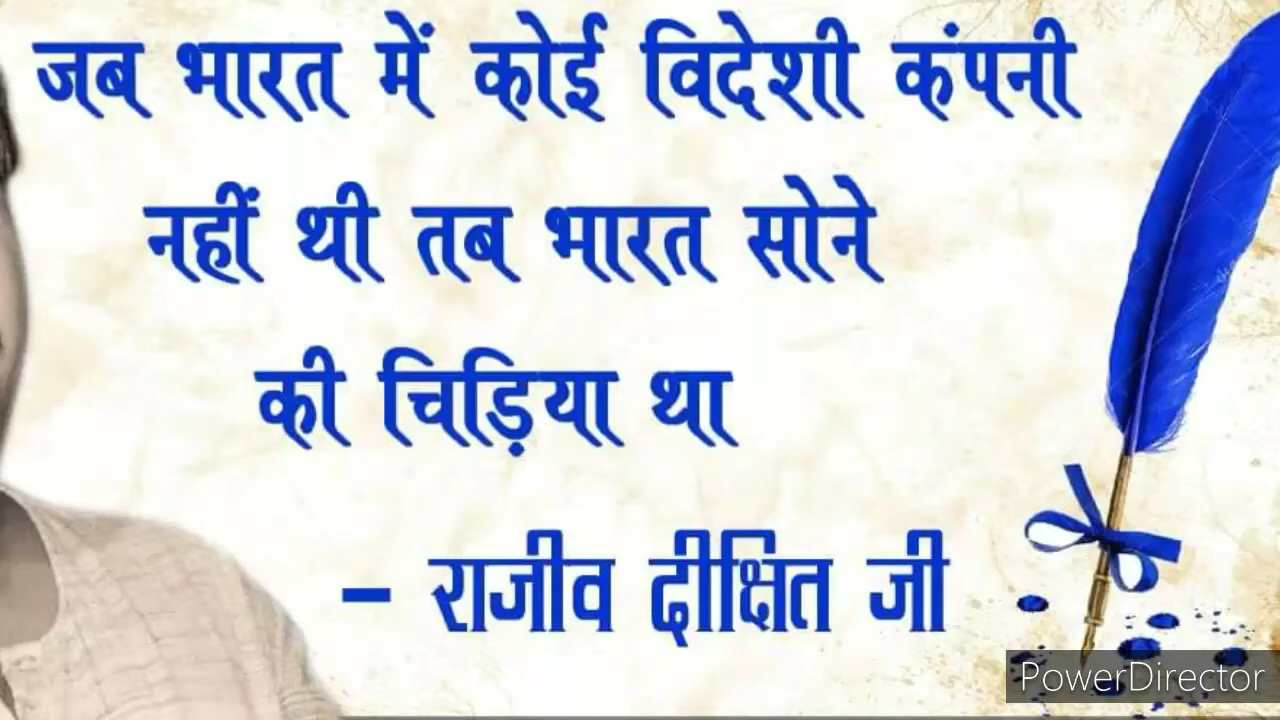 जब भारत में कोई विदेशी कंपनी
नहीं थी तब भारत सोने
की चिड़िया था
– राजीव दीक्षित जी
PowerDirector